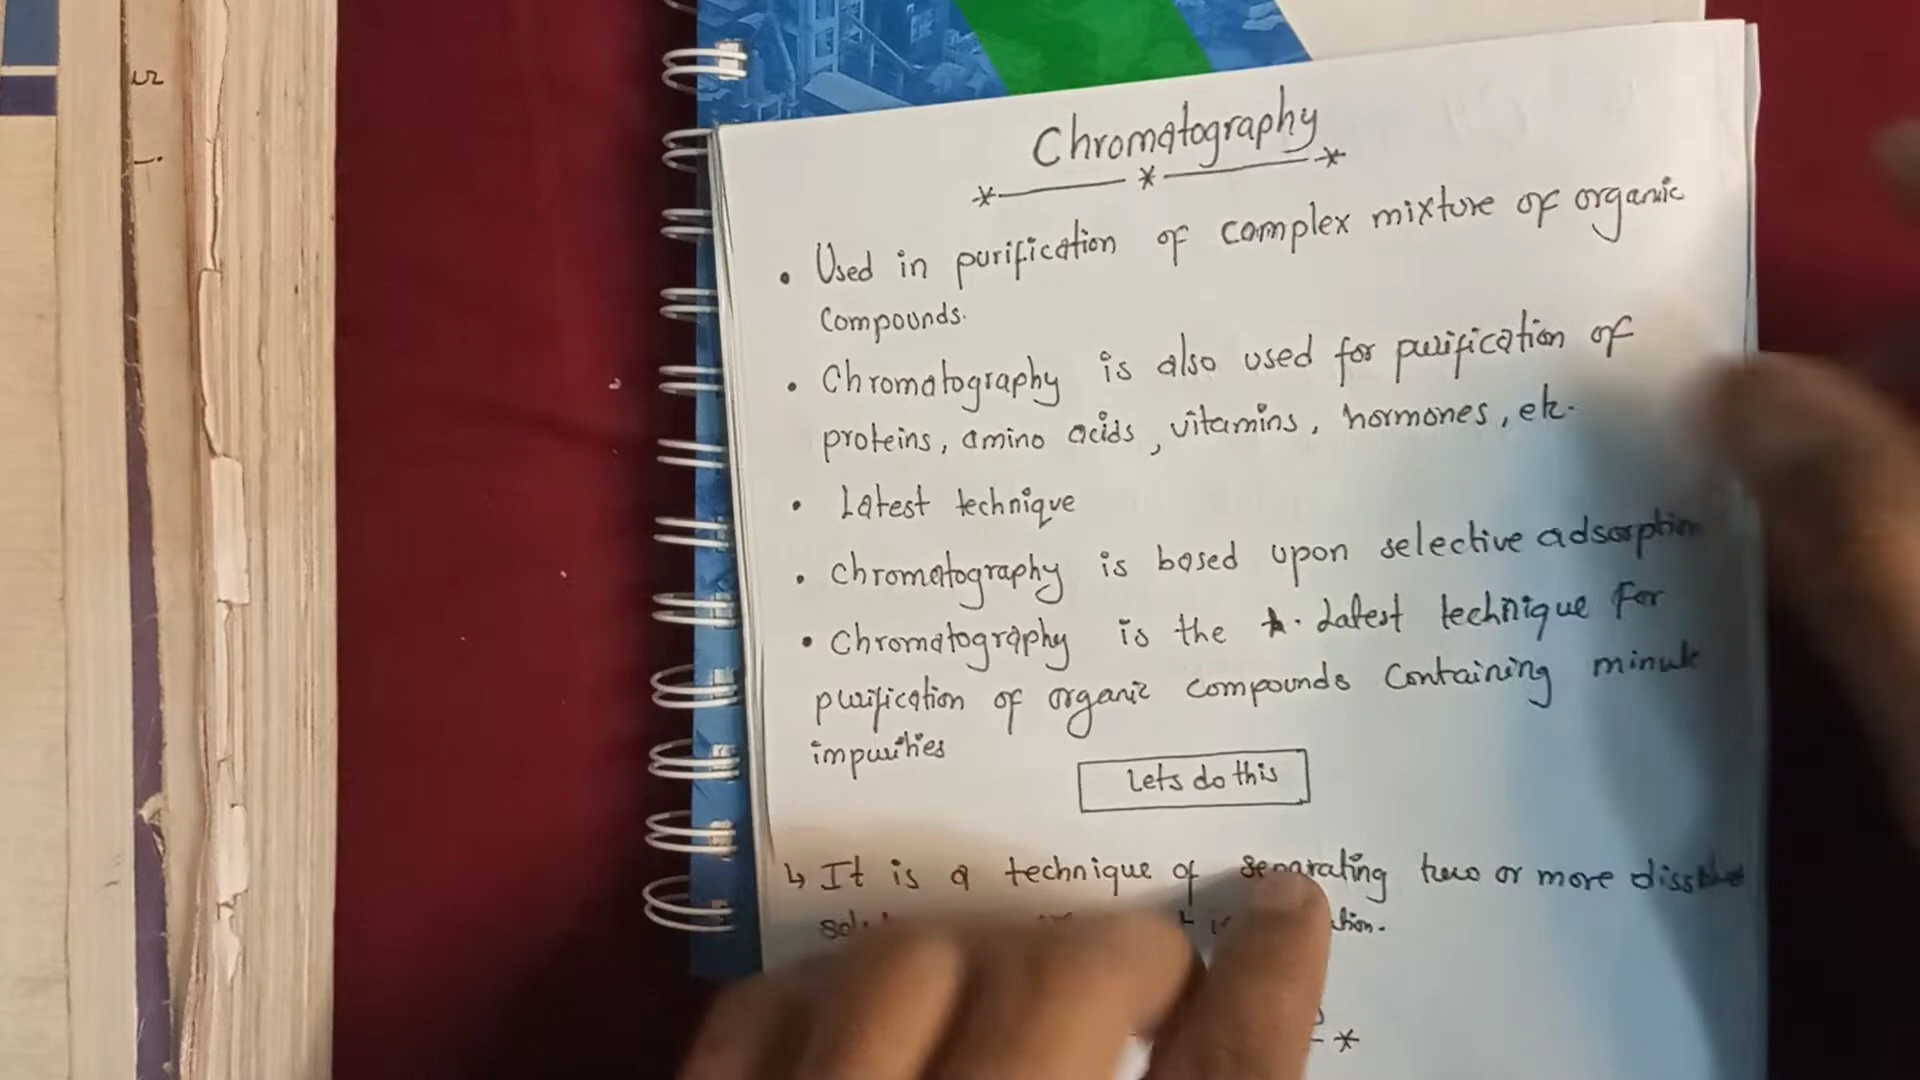 Chromatography
• Used in purification of complex mixture of organic
compounds.
• Chromatography is also used for purification of
proteins, amino acids, vitamins, hormones, etc.
• Latest technique
• Chromatography is based upon selective adsorption
• Chromatography is the Latest technique for
purification of organic compounds containing minute
impurities
Lets do this
↳ It is a technique of separating two or more